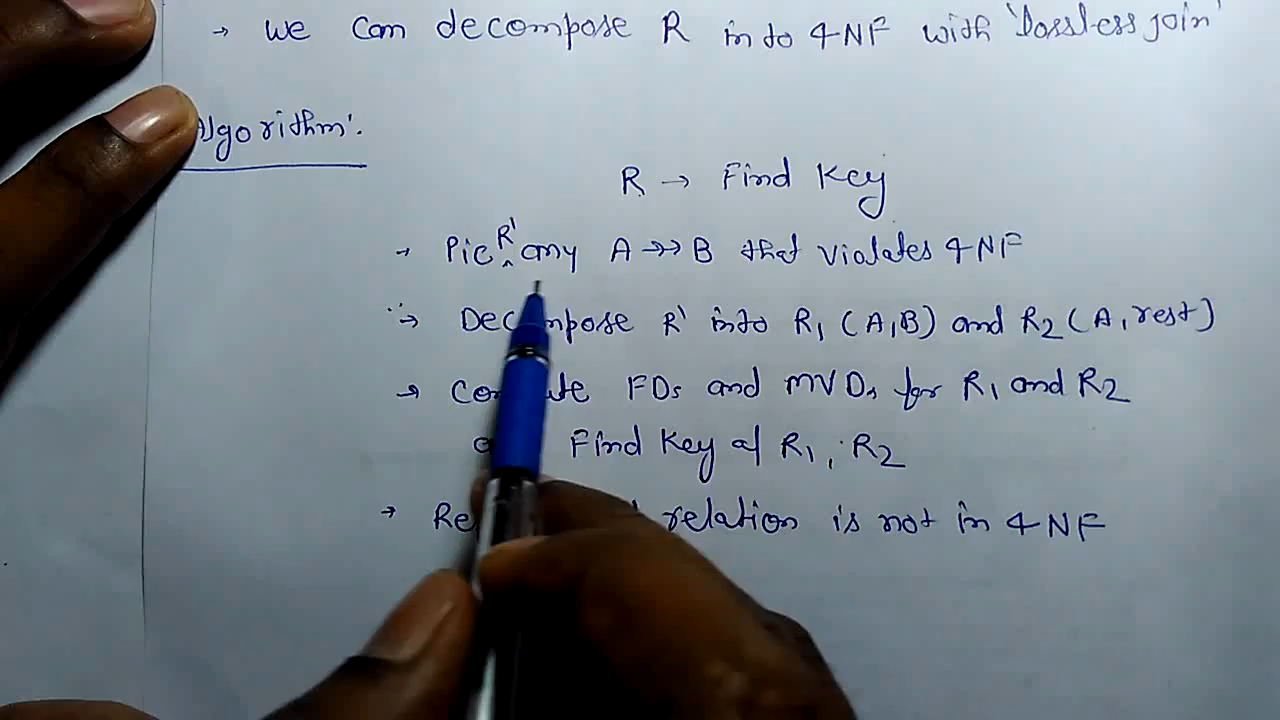 → We can decompose R into 4NF with 'lossless join'
Algorithm:
R → Find Key
→ Pic R' any A →→ B that violates 4NF
∴→ Decompose R' into R1 (A,B) and R2 (A, rest)
→ FDs and MVDs for R1 and R2
Find Key of R1, R2
→ relation is not in 4NF